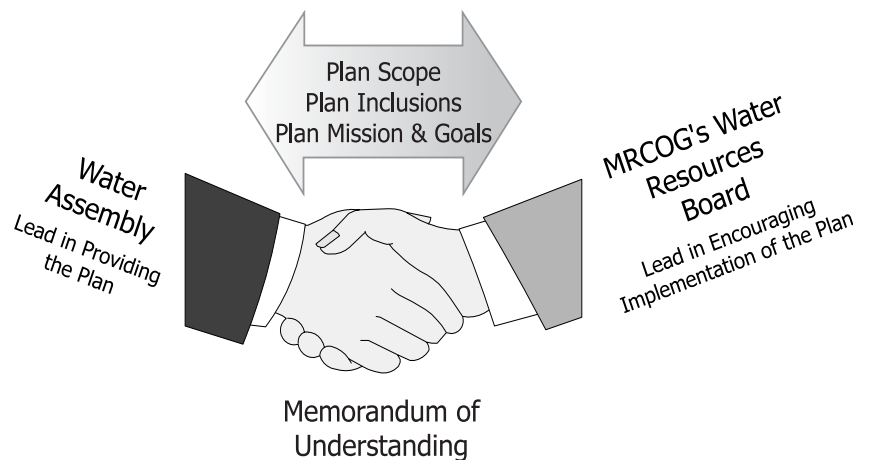 Plan Scope
Plan Inclusions
Plan Mission & Goals
Water
Assembly
Lead in Providing
the Plan
MRCOG's Water
Resources
Board
Lead in Encouraging
Implementation of the Plan
Memorandum of
Understanding